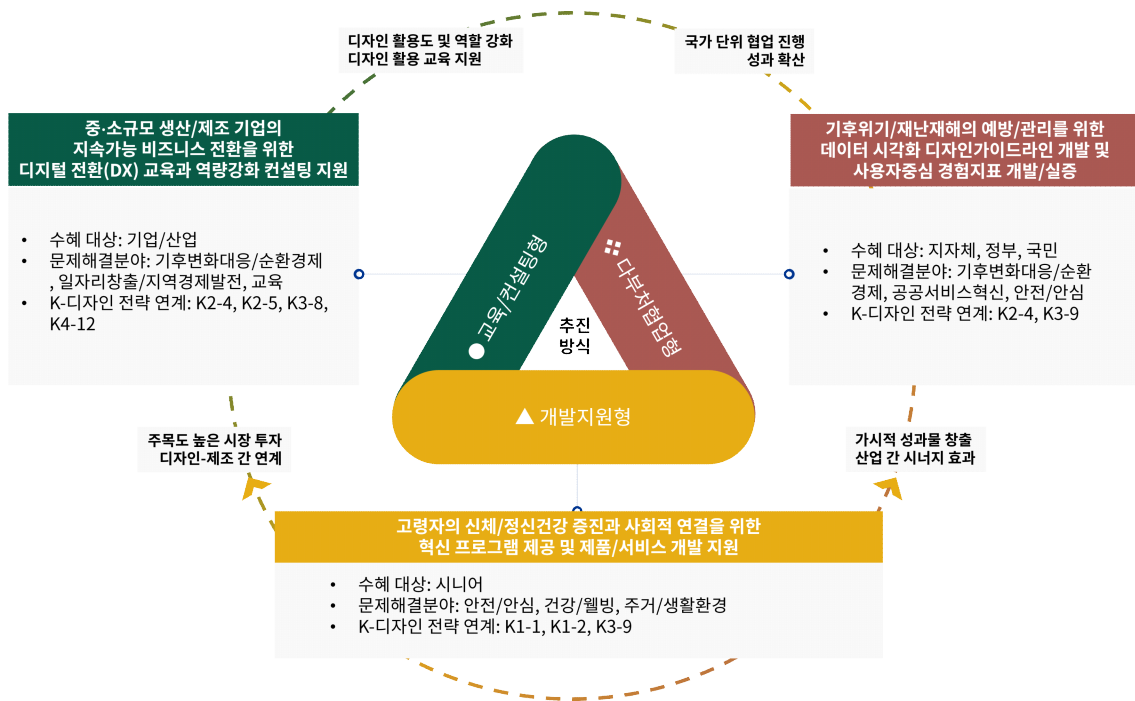 디자인 활용도 및 역할 강화
디자인 활용 교육 지원
국가 단위 협업 진행
성과 확산
중·소규모 생산/제조 기업의
지속가능 비즈니스 전환을 위한
디지털 전환(DX) 교육과 역량강화 컨설팅 지원
• 수혜 대상: 기업/산업
• 문제해결분야: 기후변화대응/순환경제
, 일자리창출/지역경제발전, 교육
• K-디자인 전략 연계: K2-4, K2-5, K3-8,
K4-12
기후위기/재난재해의 예방/관리를 위한
데이터 시각화 디자인가이드라인 개발 및
사용자중심 경험지표 개발/실증
• 수혜 대상: 지자체, 정부, 국민
• 문제해결분야: 기후변화대응/순환
경제, 공공서비스혁신, 안전/안심
• K-디자인 전략 연계: K2-4, K3-9
● 교육/컨설팅형
❖ 다부처협업형
추진
방식
▲ 개발지원형
주목도 높은 시장 투자
디자인-제조 간 연계
가시적 성과물 창출
산업 간 시너지 효과
고령자의 신체/정신건강 증진과 사회적 연결을 위한
혁신 프로그램 제공 및 제품/서비스 개발 지원
• 수혜 대상: 시니어
• 문제해결분야: 안전/안심, 건강/웰빙, 주거/생활환경
• K-디자인 전략 연계: K1-1, K1-2, K3-9